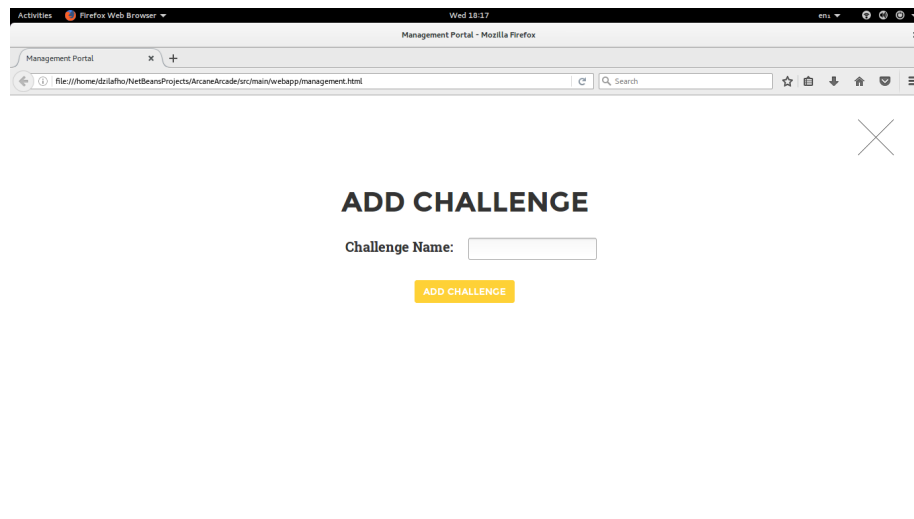 Activities Firefox Web Browser Wed 18:17 en₁
Management Portal - Mozilla Firefox
Management Portal
file:///home/dzilafho/NetBeansProjects/ArcaneArcade/src/main/webapp/management.html Search
ADD CHALLENGE
Challenge Name:
ADD CHALLENGE